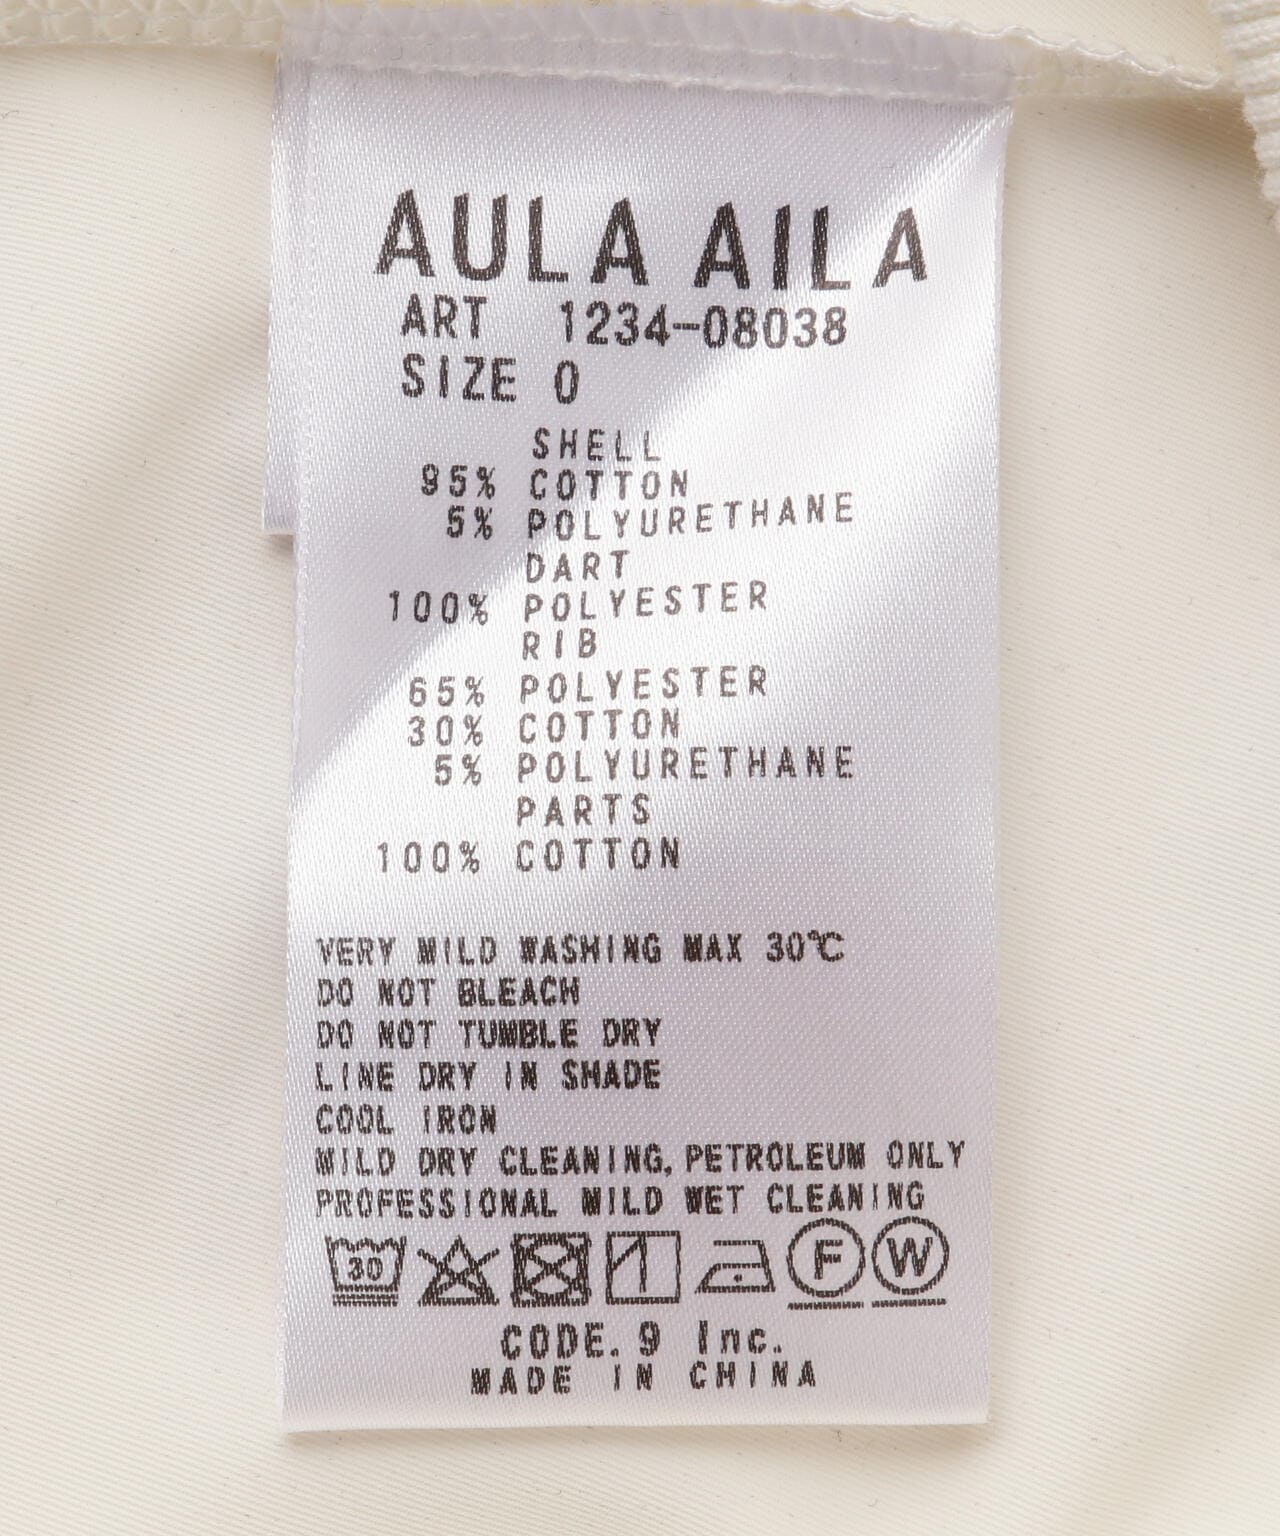 AULA AILA
ART 1234-08038
SIZE 0
SHELL
95% COTTON
5% POLYURETHANE
DART
100% POLYESTER
RIB
65% POLYESTER
30% COTTON
5% POLYURETHANE
PARTS
100% COTTON
VERY MILD WASHING MAX 30℃
DO NOT BLEACH
DO NOT TUMBLE DRY
LINE DRY IN SHADE
COOL IRON
MILD DRY CLEANING, PETROLEUM ONLY
PROFESSIONAL MILD WET CLEANING
30 F W
CODE. 9 Inc.
MADE IN CHINA